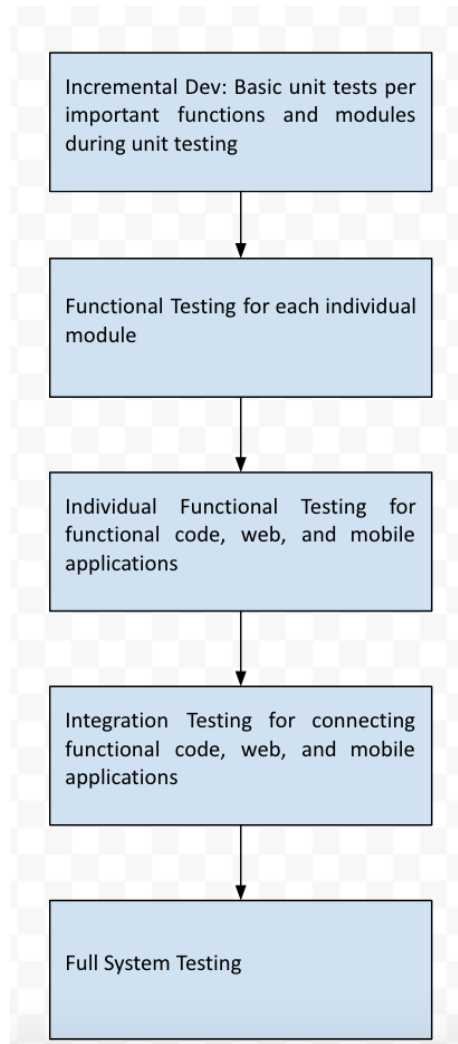 Incremental Dev: Basic unit tests per
important functions and modules
during unit testing
Functional Testing for each individual
module
Individual Functional Testing for
functional code, web, and mobile
applications
Integration Testing for connecting
functional code, web, and mobile
applications
Full System Testing